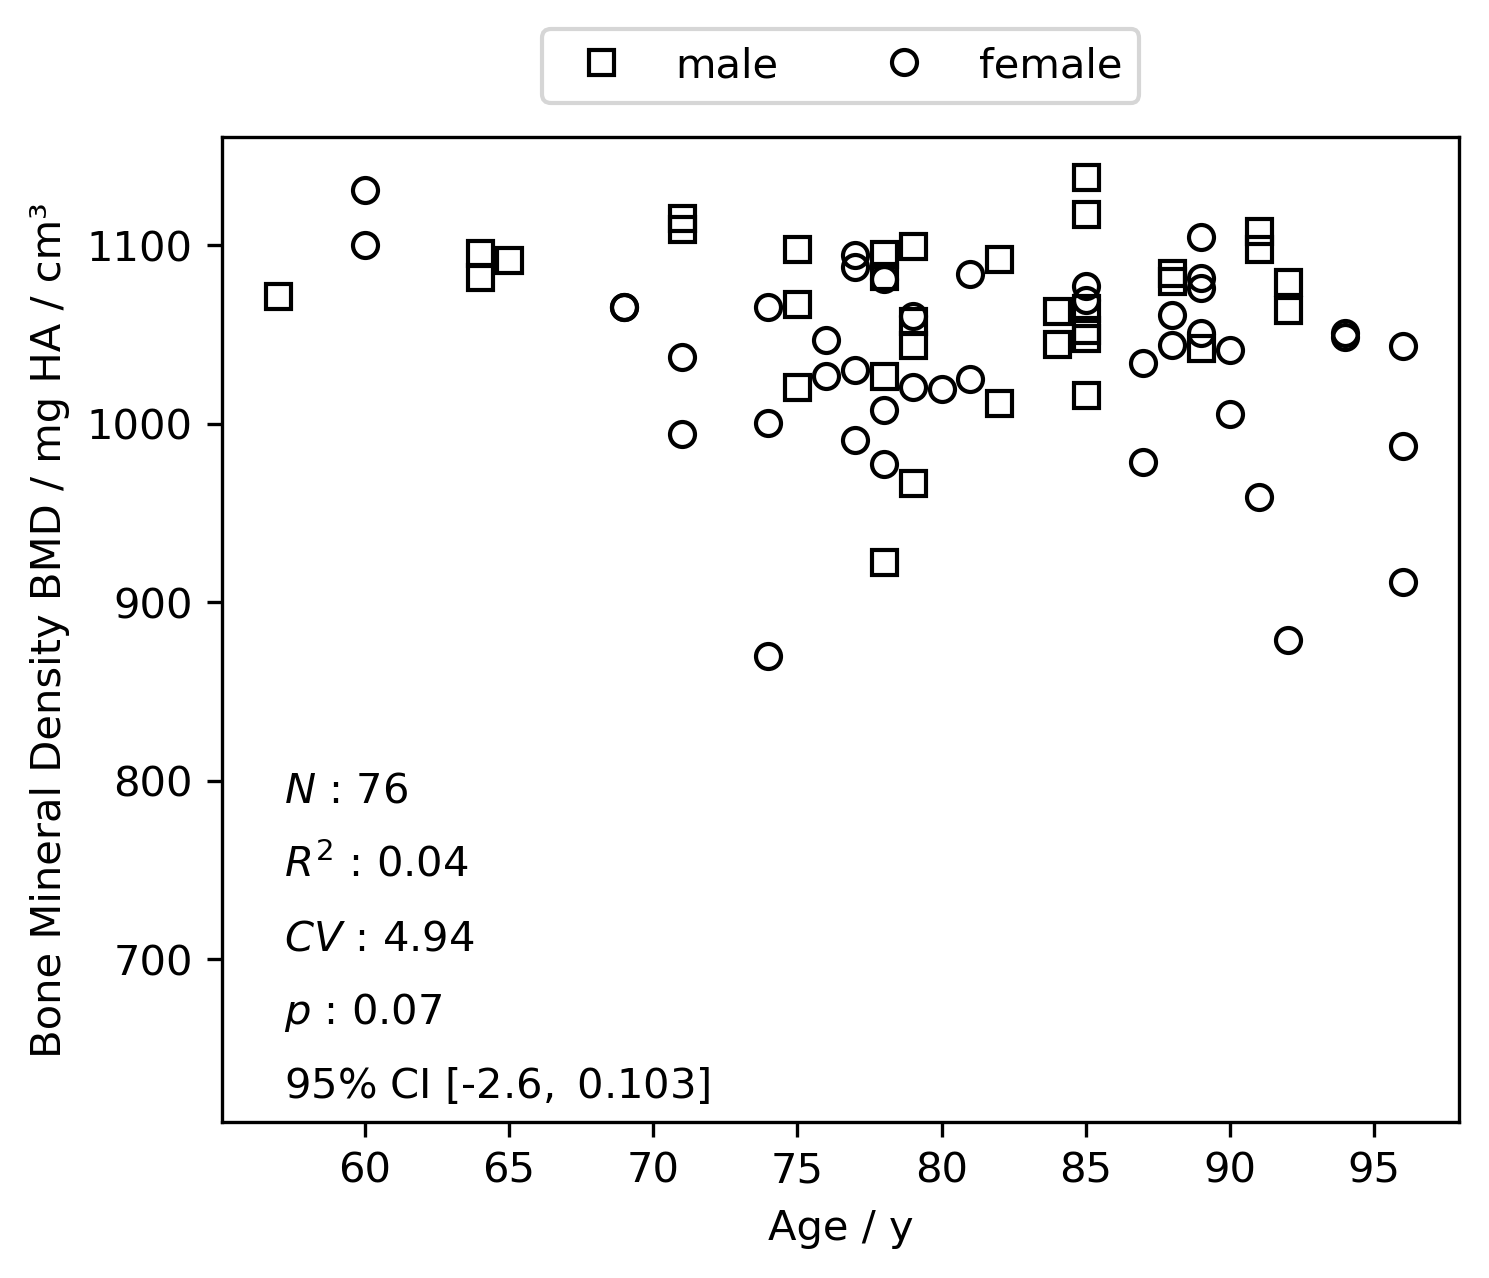 male female
Bone Mineral Density BMD / mg HA / cm³
1100
1000
900
800
700
N : 76
R² : 0.04
CV : 4.94
p : 0.07
95% CI [-2.6, 0.103]
60 65 70 75 80 85 90 95
Age / y